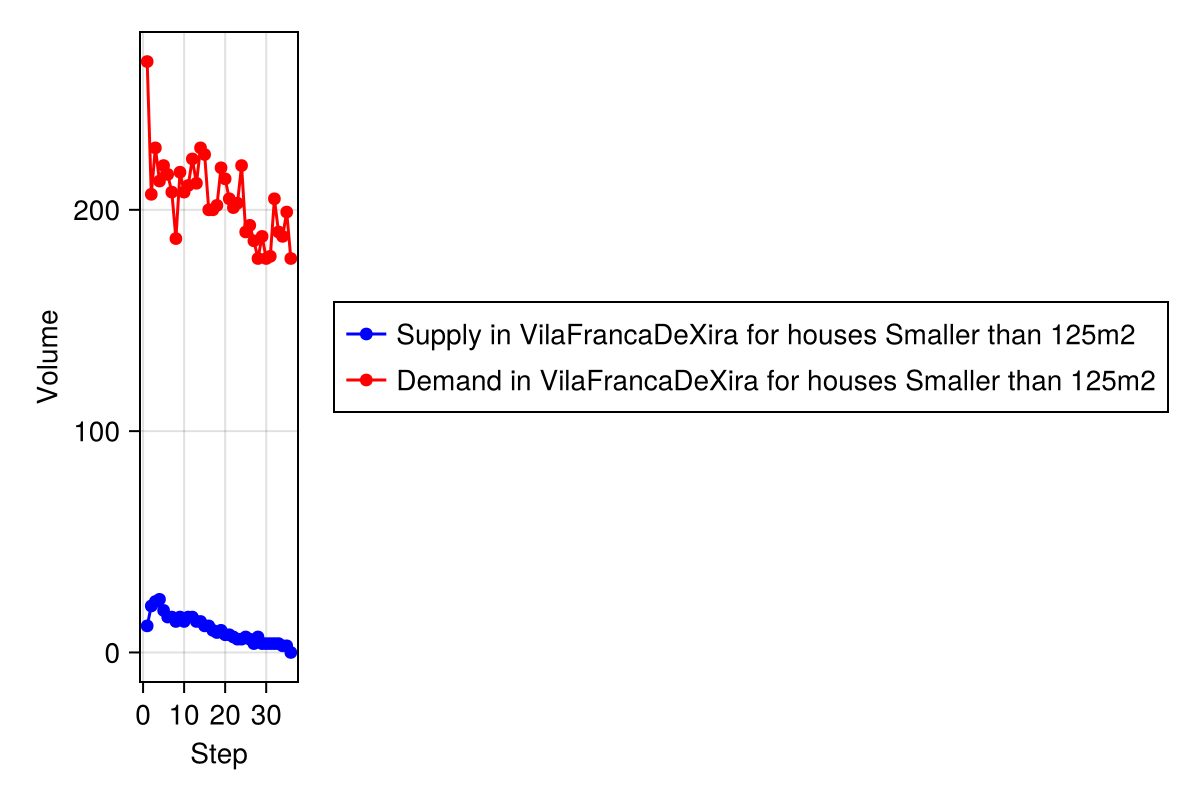 Volume
200
100
0
0 10 20 30
Step
Supply in VilaFrancaDeXira for houses Smaller than 125m2
Demand in VilaFrancaDeXira for houses Smaller than 125m2